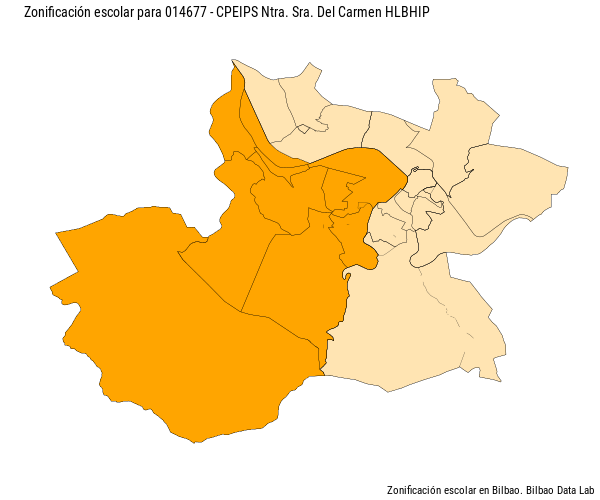 Zonificación escolar para 014677 - CPEIPS Ntra. Sra. Del Carmen HLBHIP
Zonificación escolar en Bilbao. Bilbao Data Lab